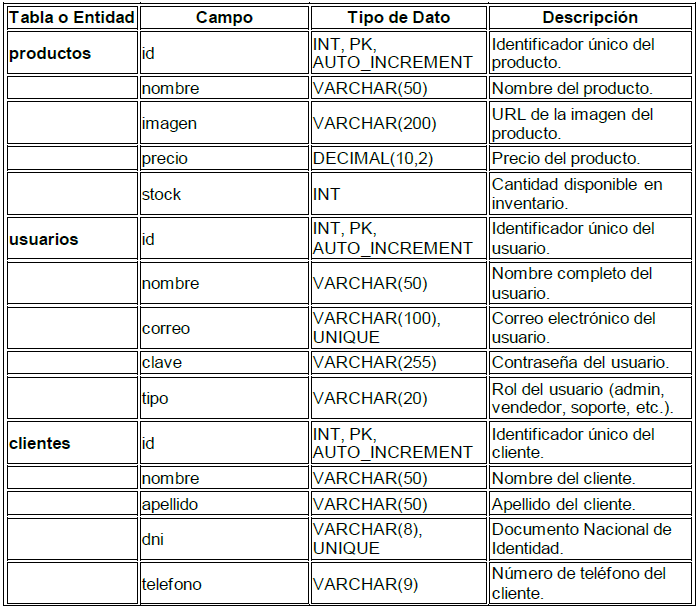 Tabla o Entidad Campo Tipo de Dato Descripción
productos id INT, PK, AUTO_INCREMENT Identificador único del producto.
nombre VARCHAR(50) Nombre del producto.
imagen VARCHAR(200) URL de la imagen del producto.
precio DECIMAL(10,2) Precio del producto.
stock INT Cantidad disponible en inventario.
usuarios id INT, PK, AUTO_INCREMENT Identificador único del usuario.
nombre VARCHAR(50) Nombre completo del usuario.
correo VARCHAR(100), UNIQUE Correo electrónico del usuario.
clave VARCHAR(255) Contraseña del usuario.
tipo VARCHAR(20) Rol del usuario (admin, vendedor, soporte, etc.).
clientes id INT, PK, AUTO_INCREMENT Identificador único del cliente.
nombre VARCHAR(50) Nombre del cliente.
apellido VARCHAR(50) Apellido del cliente.
dni VARCHAR(8), UNIQUE Documento Nacional de Identidad.
telefono VARCHAR(9) Número de teléfono del cliente.